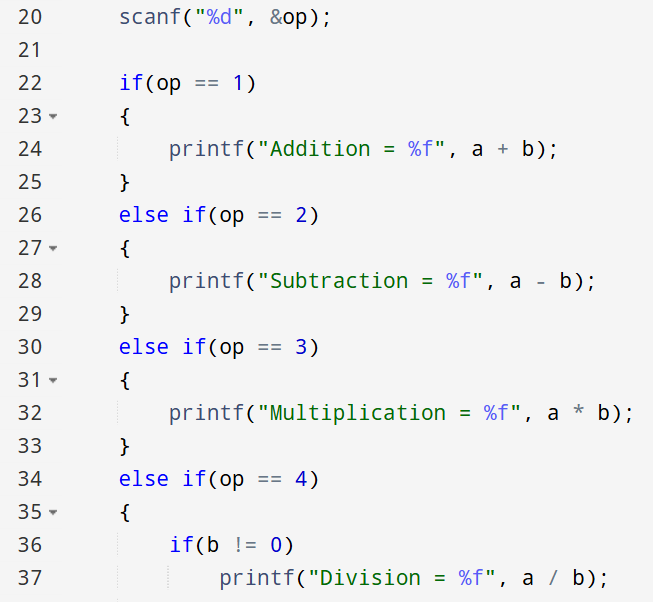 20 scanf("%d", &op);
21
22 if(op == 1)
23 {
24 printf("Addition = %f", a + b);
25 }
26 else if(op == 2)
27 {
28 printf("Subtraction = %f", a - b);
29 }
30 else if(op == 3)
31 {
32 printf("Multiplication = %f", a * b);
33 }
34 else if(op == 4)
35 {
36 if(b != 0)
37 printf("Division = %f", a / b);